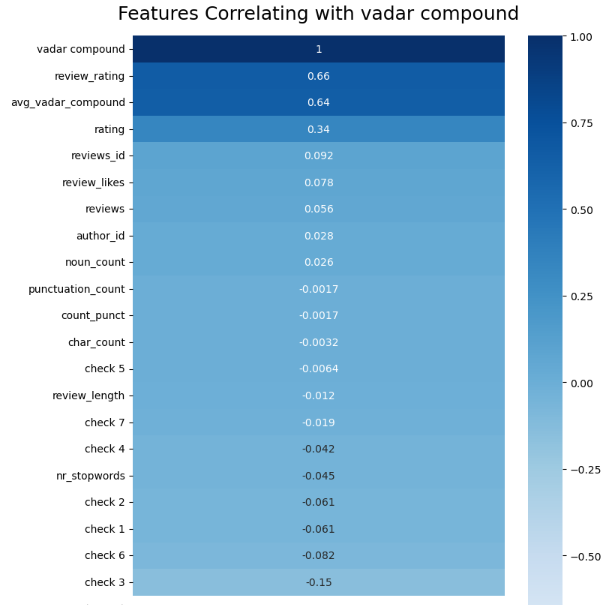 Features Correlating with vadar compound
vadar compound 1
review_rating 0.66
avg_vadar_compound 0.64
rating 0.34
reviews_id 0.092
review_likes 0.078
reviews 0.056
author_id 0.028
noun_count 0.026
punctuation_count -0.0017
count_punct -0.0017
char_count -0.0032
check 5 -0.0064
review_length -0.012
check 7 -0.019
check 4 -0.042
nr_stopwords -0.045
check 2 -0.061
check 1 -0.061
check 6 -0.082
check 3 -0.15
1.00
0.75
0.50
0.25
0.00
−0.25
−0.50